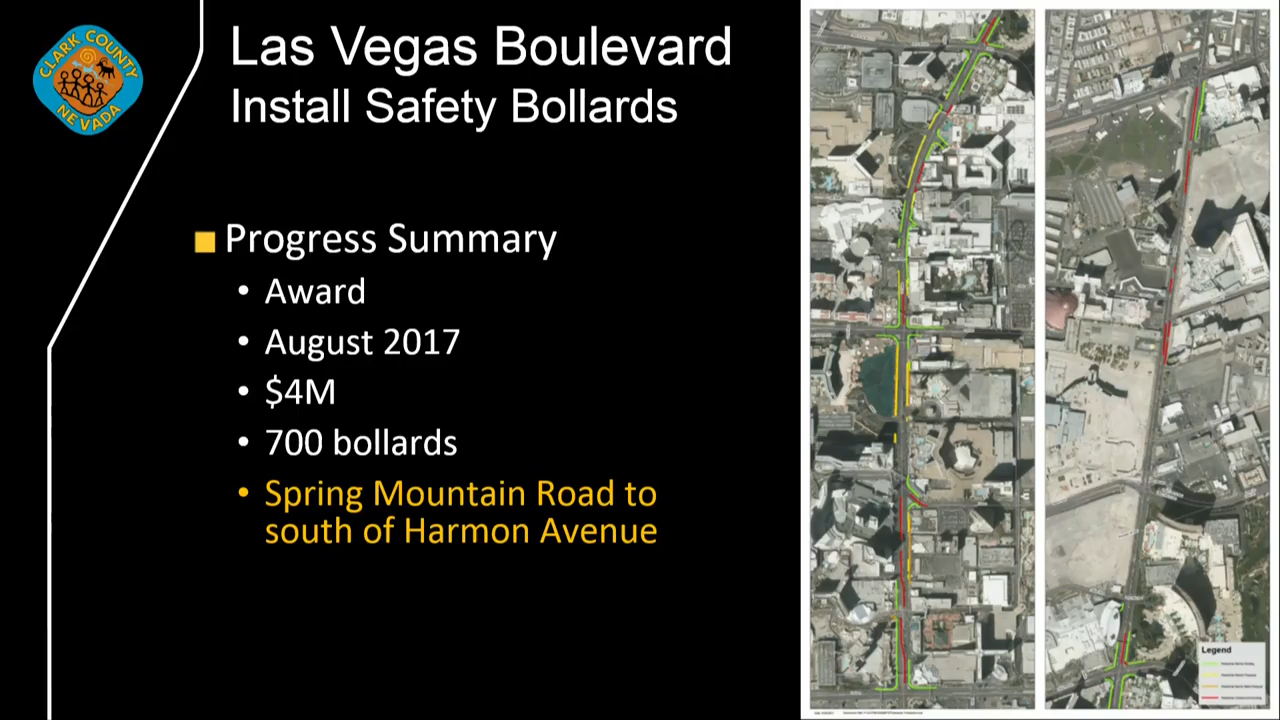 CLARK COUNTY
NEVADA
Las Vegas Boulevard
Install Safety Bollards
Progress Summary
• Award
• August 2017
• $4M
• 700 bollards
• Spring Mountain Road to
south of Harmon Avenue
Legend